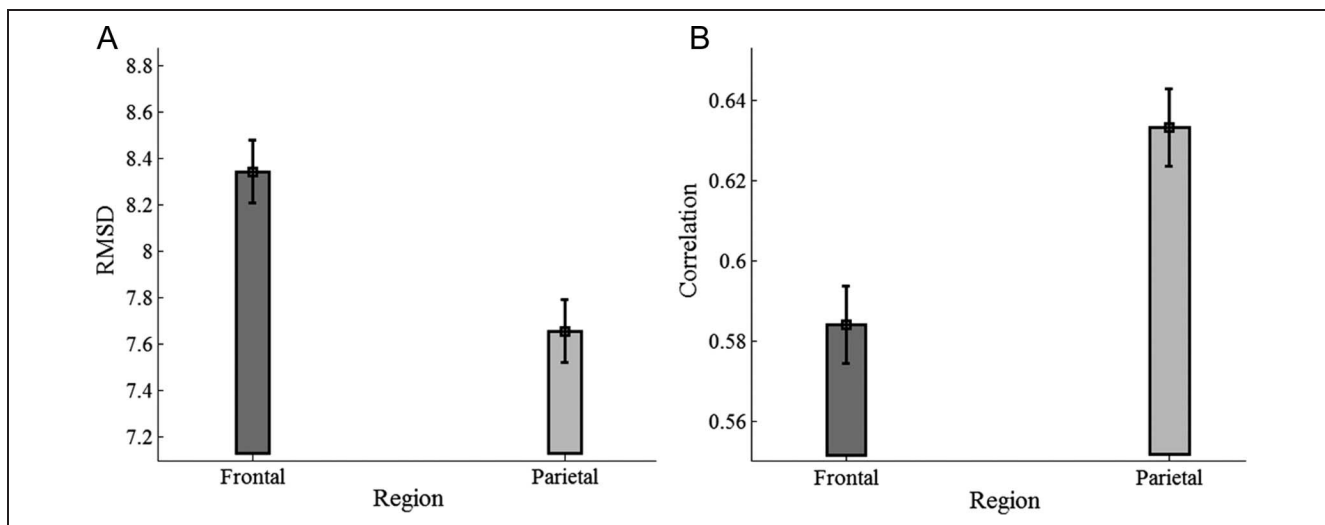 A
8.8
8.6
8.4
8.2
8
7.8
7.6
7.4
7.2
RMSD
Frontal
Parietal
Region
B
0.64
0.62
0.6
0.58
0.56
Correlation
Frontal
Parietal
Region